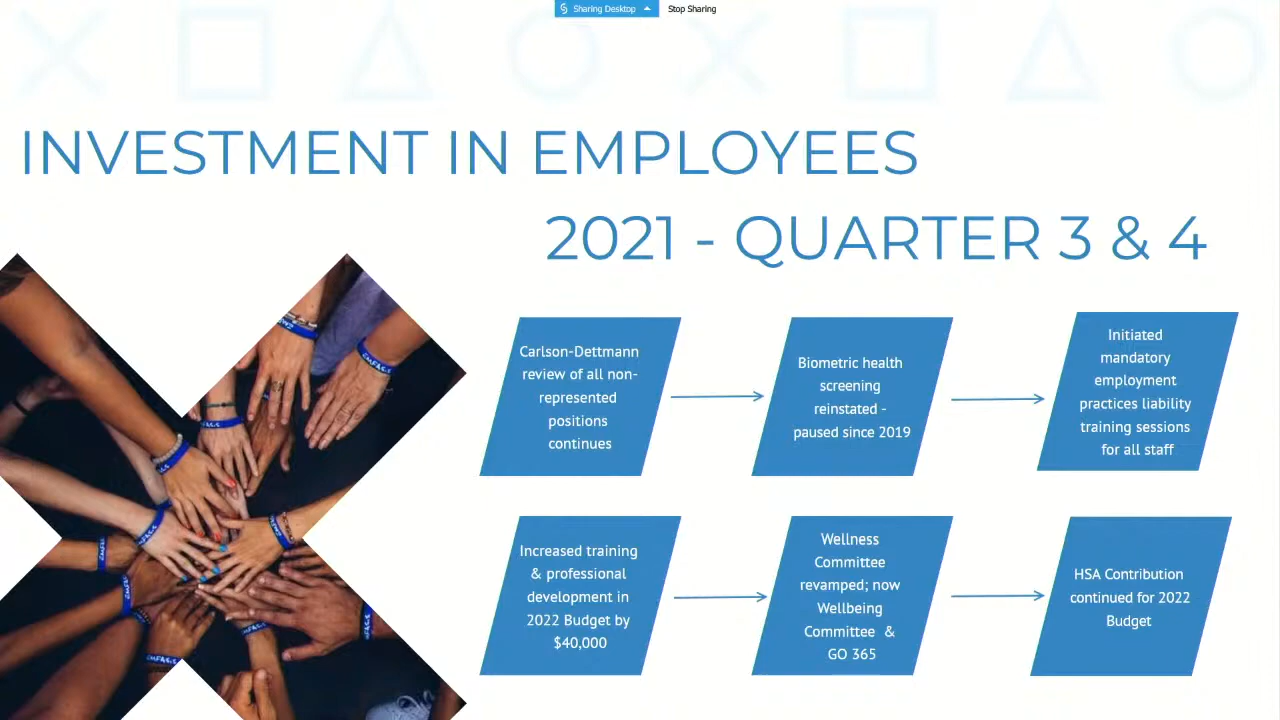 Sharing Desktop Stop Sharing
INVESTMENT IN EMPLOYEES
2021 - QUARTER 3 & 4
Carlson-Dettmann
review of all non-
represented
positions
continues
Biometric health
screening
reinstated -
paused since 2019
Initiated
mandatory
employment
practices liability
training sessions
for all staff
Increased training
& professional
development in
2022 Budget by
$40,000
Wellness
Committee
revamped; now
Wellbeing
Committee &
GO 365
HSA Contribution
continued for 2022
Budget